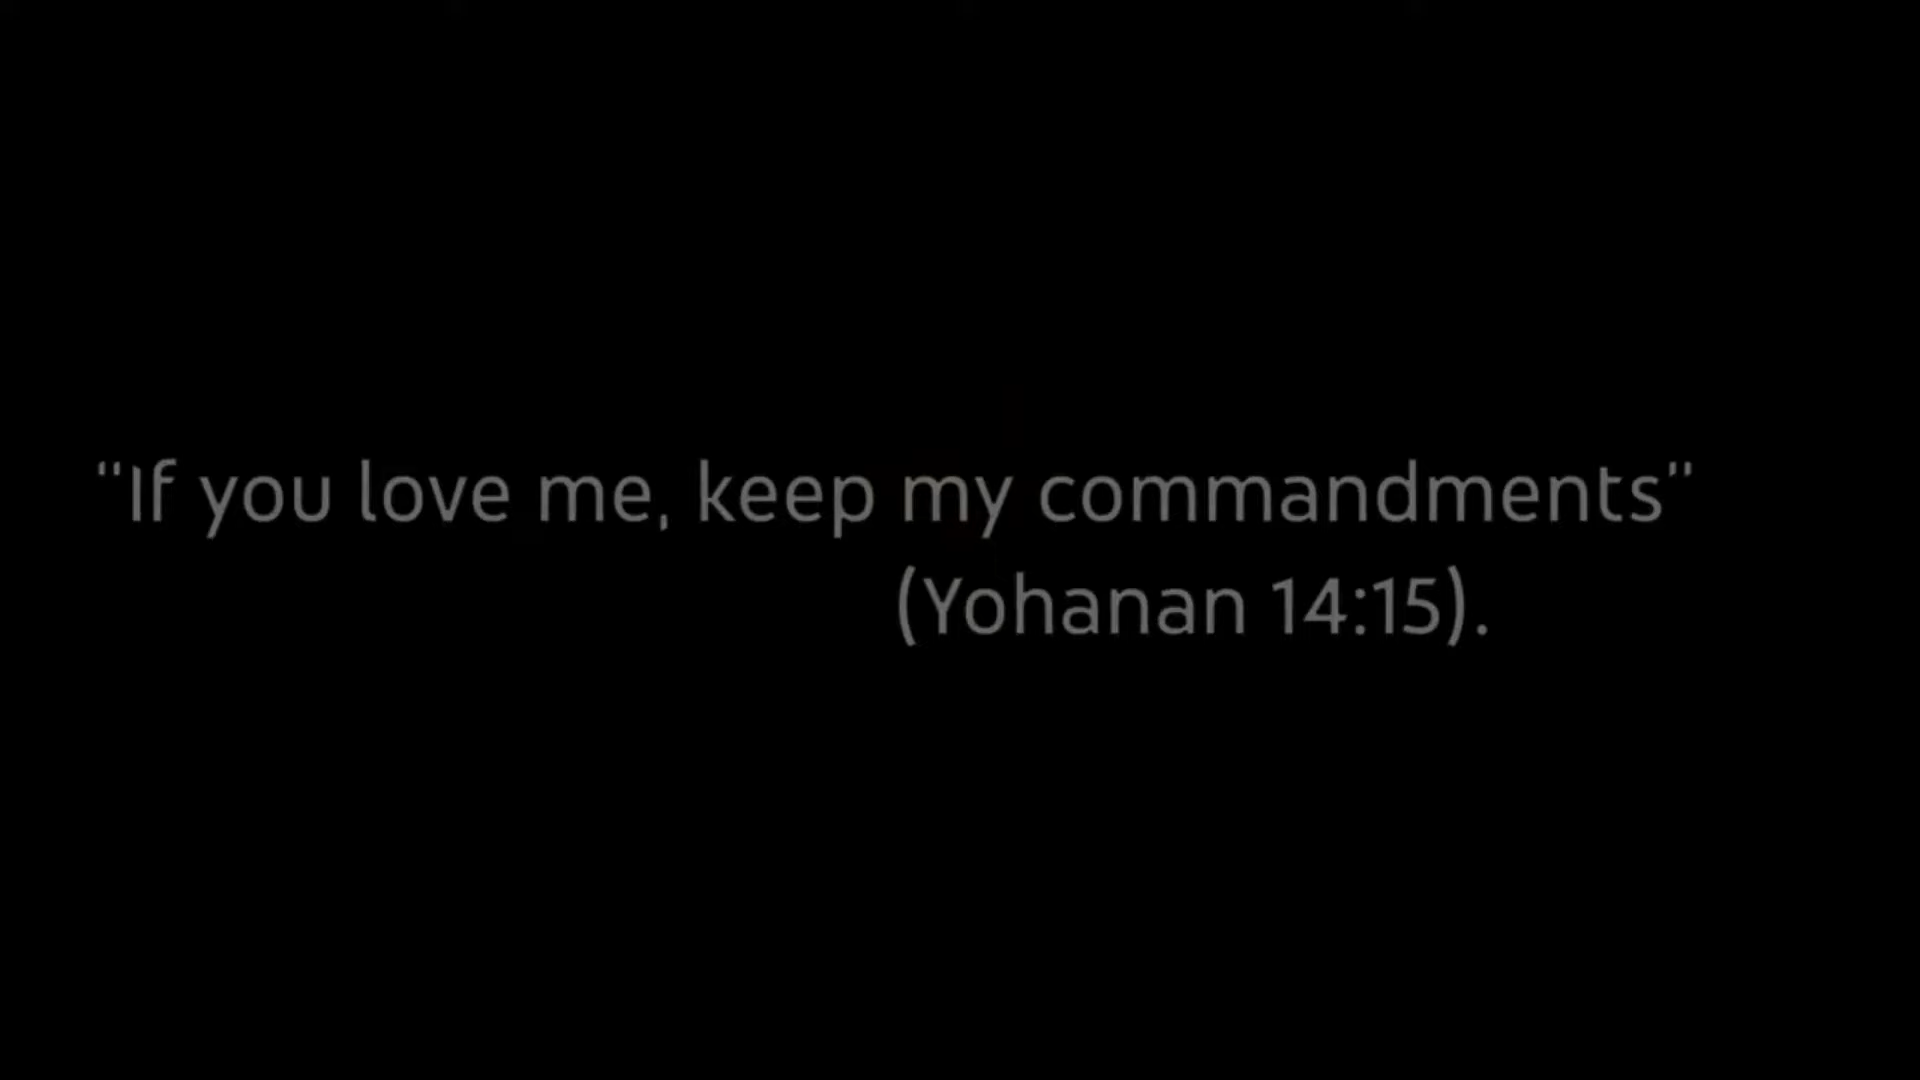 “If you love me, keep my commandments”
(Yohanan 14:15).